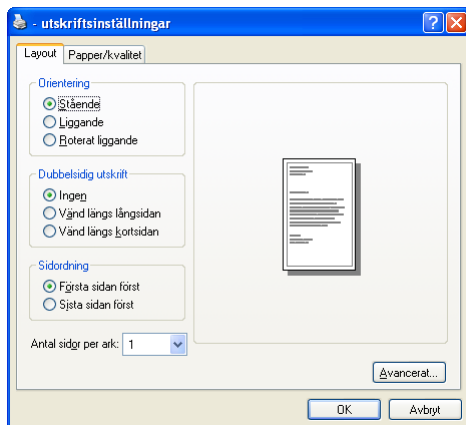 - utskriftsinställningar
Layout Papper/kvalitet
Orientering
Stående
Liggande
Roterat liggande
Dubbelsidig utskrift
Ingen
Vänd längs långsidan
Vänd längs kortsidan
Sidordning
Första sidan först
Sista sidan först
Antal sidor per ark: 1
Avancerat...
OK Avbryt